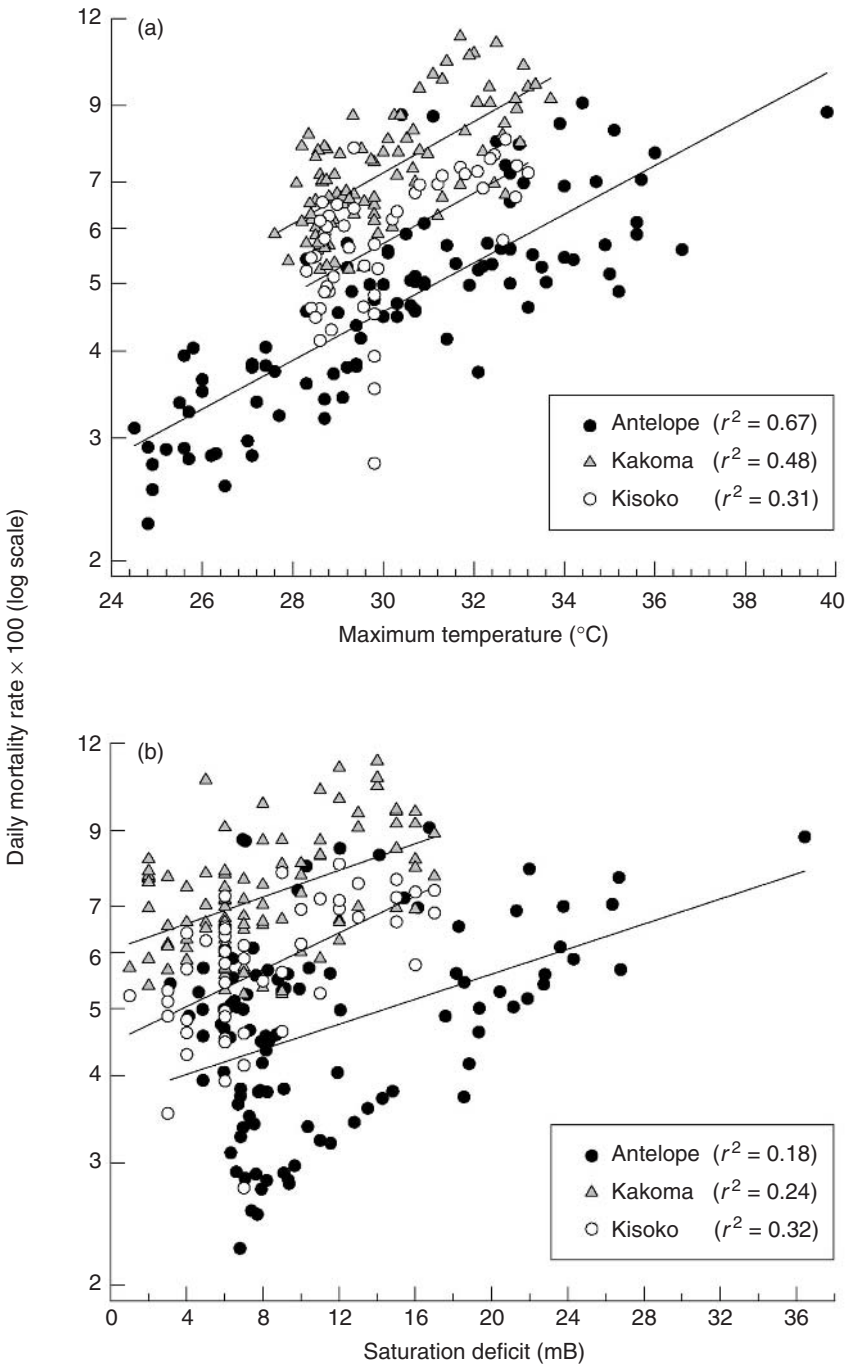 Daily mortality rate × 100 (log scale)
(a)
12
9
7
6
5
4
3
2
Antelope (r² = 0.67)
Kakoma (r² = 0.48)
Kisoko (r² = 0.31)
24 26 28 30 32 34 36 38 40
Maximum temperature (°C)
(b)
12
9
7
6
5
4
3
2
Antelope (r² = 0.18)
Kakoma (r² = 0.24)
Kisoko (r² = 0.32)
0 4 8 12 16 20 24 28 32 36
Saturation deficit (mB)